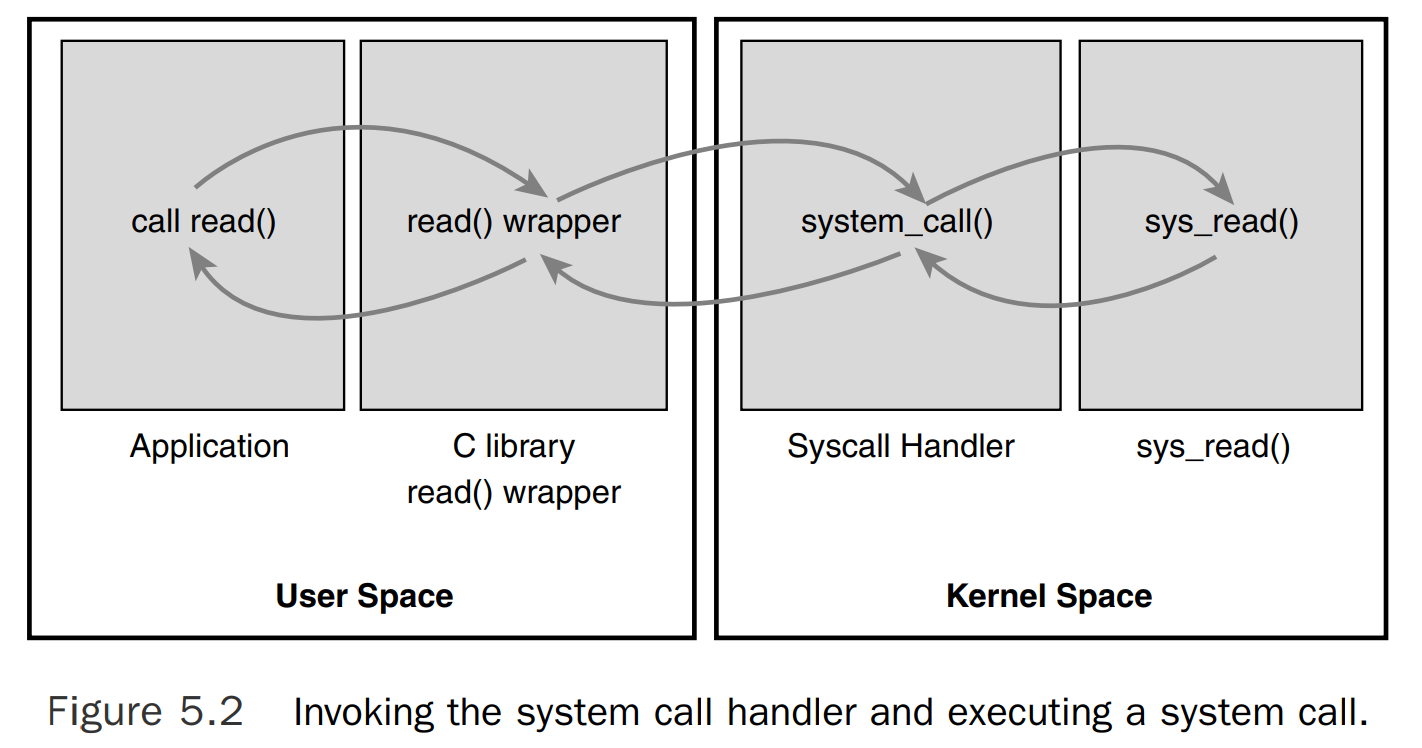 call read()
read() wrapper
system_call()
sys_read()
Application
C library
read() wrapper
Syscall Handler
sys_read()
User Space
Kernel Space
Figure 5.2 Invoking the system call handler and executing a system call.